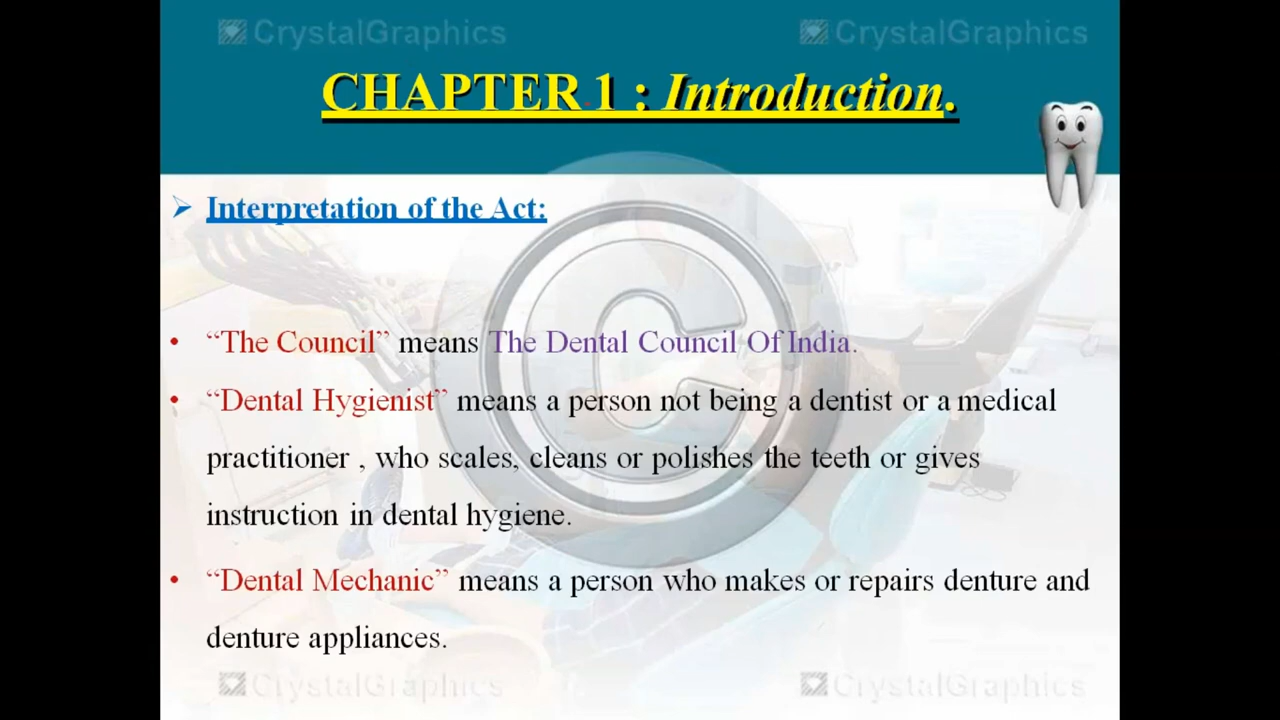 CrystalGraphics CrystalGraphics
CHAPTER 1 : Introduction.
Interpretation of the Act:
• “The Council” means The Dental Council Of India.
• “Dental Hygienist” means a person not being a dentist or a medical
practitioner , who scales, cleans or polishes the teeth or gives
instruction in dental hygiene.
• “Dental Mechanic” means a person who makes or repairs denture and
denture appliances.
CrystalGraphics CrystalGraphics